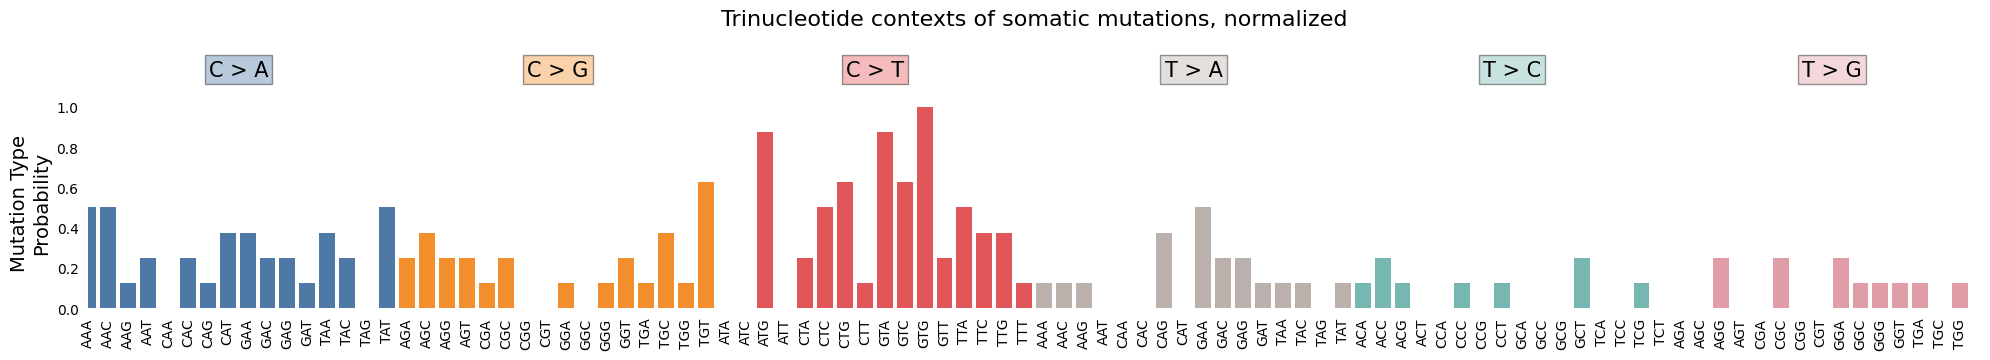 Trinucleotide contexts of somatic mutations, normalized
C > A C > G C > T T > A T > C T > G
Mutation Type
Probability
1.0
0.8
0.6
0.4
0.2
0.0
AAA AAC AAG AAT CAA CAC CAG CAT GAA GAC GAG GAT TAA TAC TAG TAT AGA AGC AGG AGT CGA CGC CGG CGT GGA GGC GGG GGT TGA TGC TGG TGT ATA ATC ATG ATT CTA CTC CTG CTT GTA GTC GTG GTT TTA TTC TTG TTT AAA AAC AAG AAT CAA CAC CAG CAT GAA GAC GAG GAT TAA TAC TAG TAT ACA ACC ACG ACT CCA CCC CCG CCT GCA GCC GCG GCT TCA TCC TCG TCT AGA AGC AGG AGT CGA CGC CGG CGT GGA GGC GGG GGT TGA TGC TGG